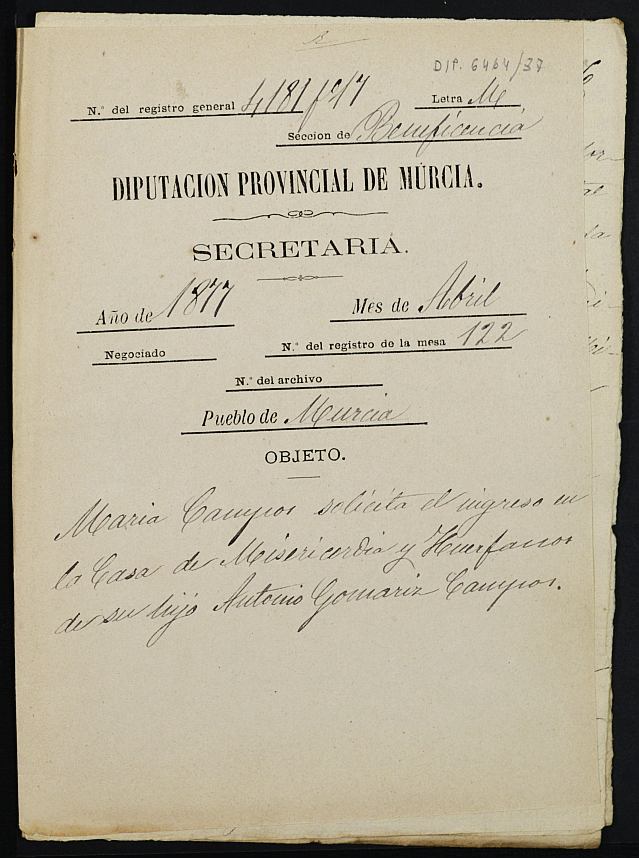 DIP. 6464/37
N.º del registro general 4181 fº 17 Letra M
Seccion de Beneficencia
DIPUTACION PROVINCIAL DE MÚRCIA.
SECRETARIA.
Año de 1877 Mes de Abril
Negociado N.º del registro de la mesa 122
N.º del archivo
Pueblo de Murcia
OBJETO.
Maria Campos solicita el ingreso en
la Casa de Misericordia y Huerfanos
de su hijo Antonio Gomariz Campos.